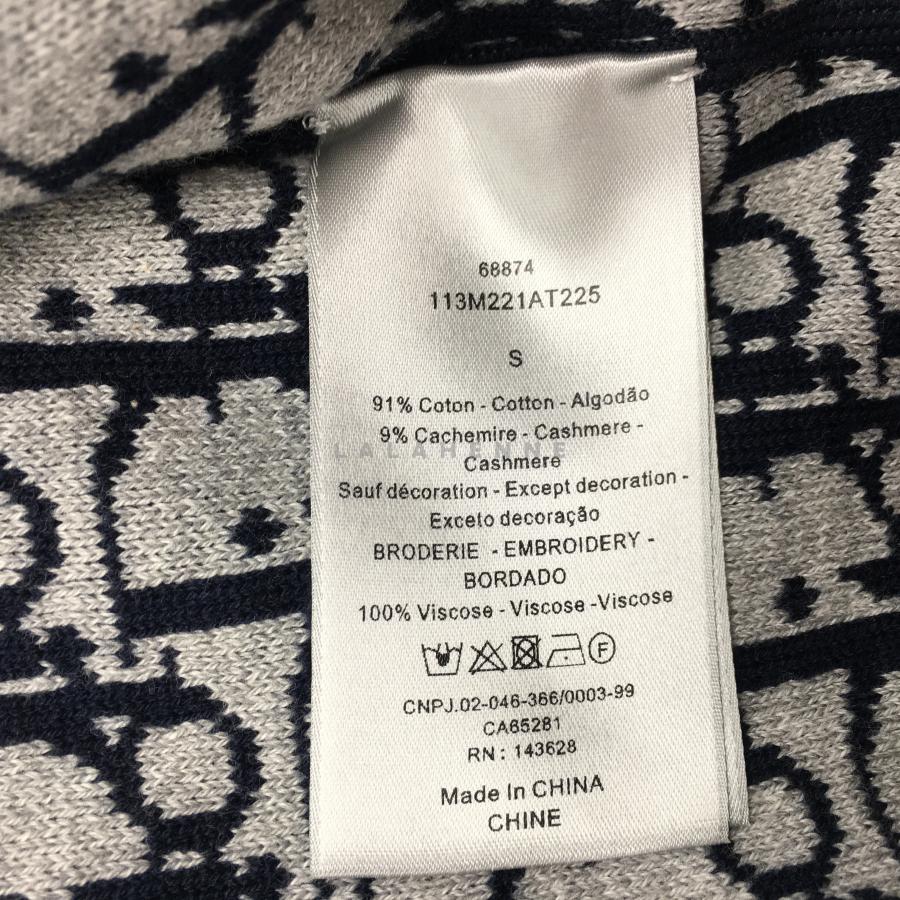 68874
113M221AT225
S
91% Coton - Cotton - Algodão
9% Cachemire - Cashmere -
LALAHENNE
Cashmere
Sauf décoration - Except decoration -
Exceto decoração
BRODERIE - EMBROIDERY -
BORDADO
100% Viscose - Viscose -Viscose
F
CNPJ.02-046-366/0003-99
CA65281
RN : 143628
Made In CHINA
CHINE